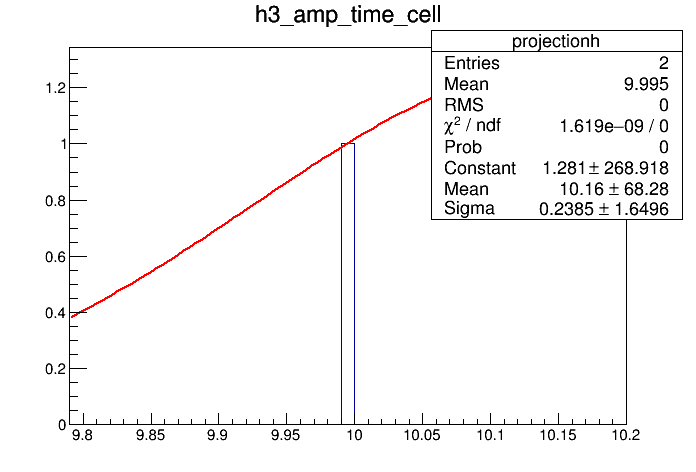 h3_amp_time_cell
projectionh
Entries 2
Mean 9.995
RMS 0
χ² / ndf 1.619e−09 / 0
Prob 0
Constant 1.281 ± 268.918
Mean 10.16 ± 68.28
Sigma 0.2385 ± 1.6496
1.2
1
0.8
0.6
0.4
0.2
0
9.8 9.85 9.9 9.95 10 10.05 10.1 10.15 10.2